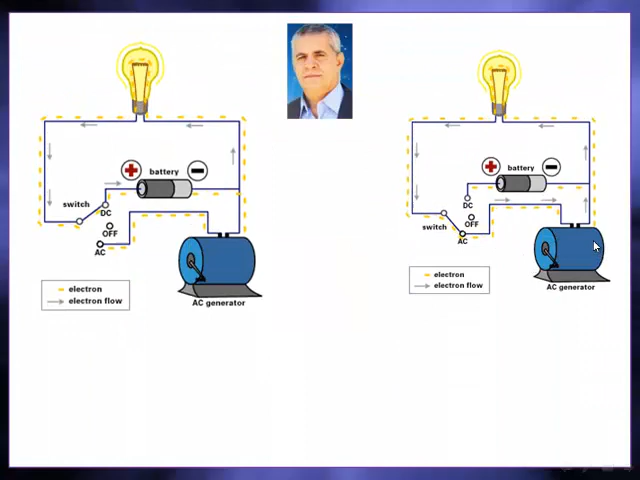 battery
switch
DC
OFF
AC
AC generator
electron
electron flow
battery
DC
OFF
switch
AC
AC generator
electron
electron flow